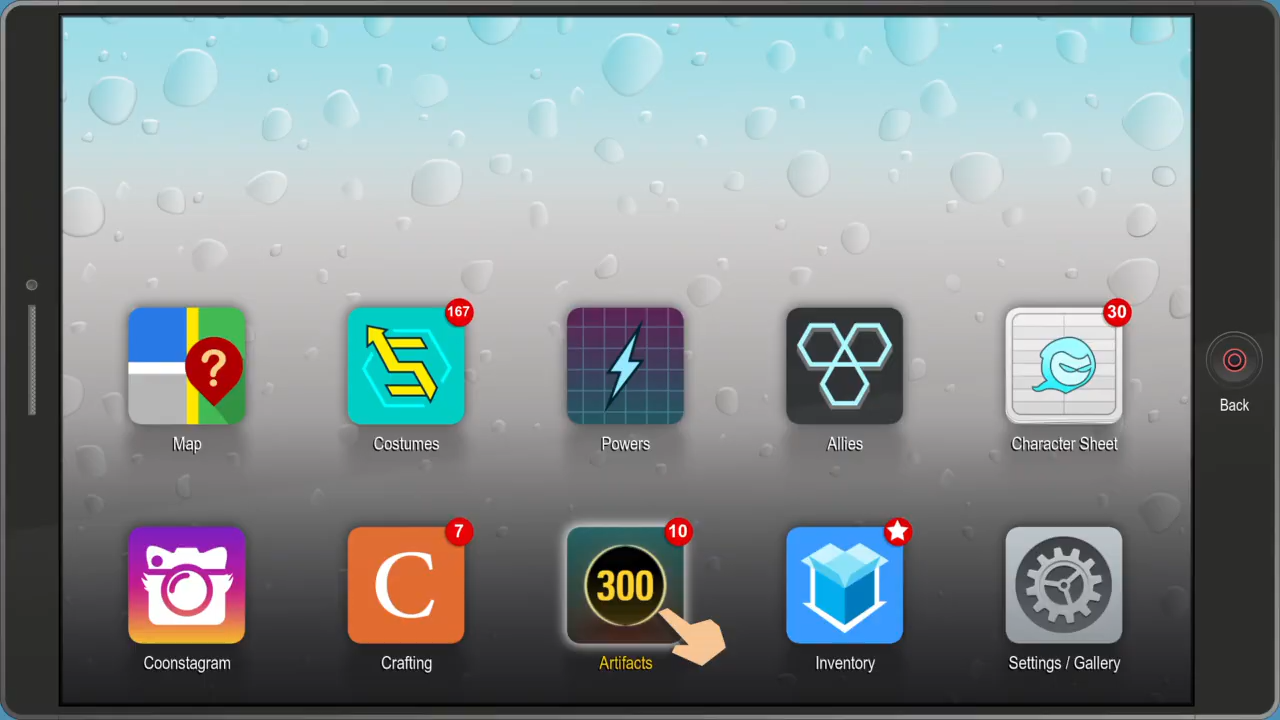 167
30
?
Map
Costumes
Powers
Allies
Character Sheet
Back
7
10
C
300
Coonstagram
Crafting
Artifacts
Inventory
Settings / Gallery